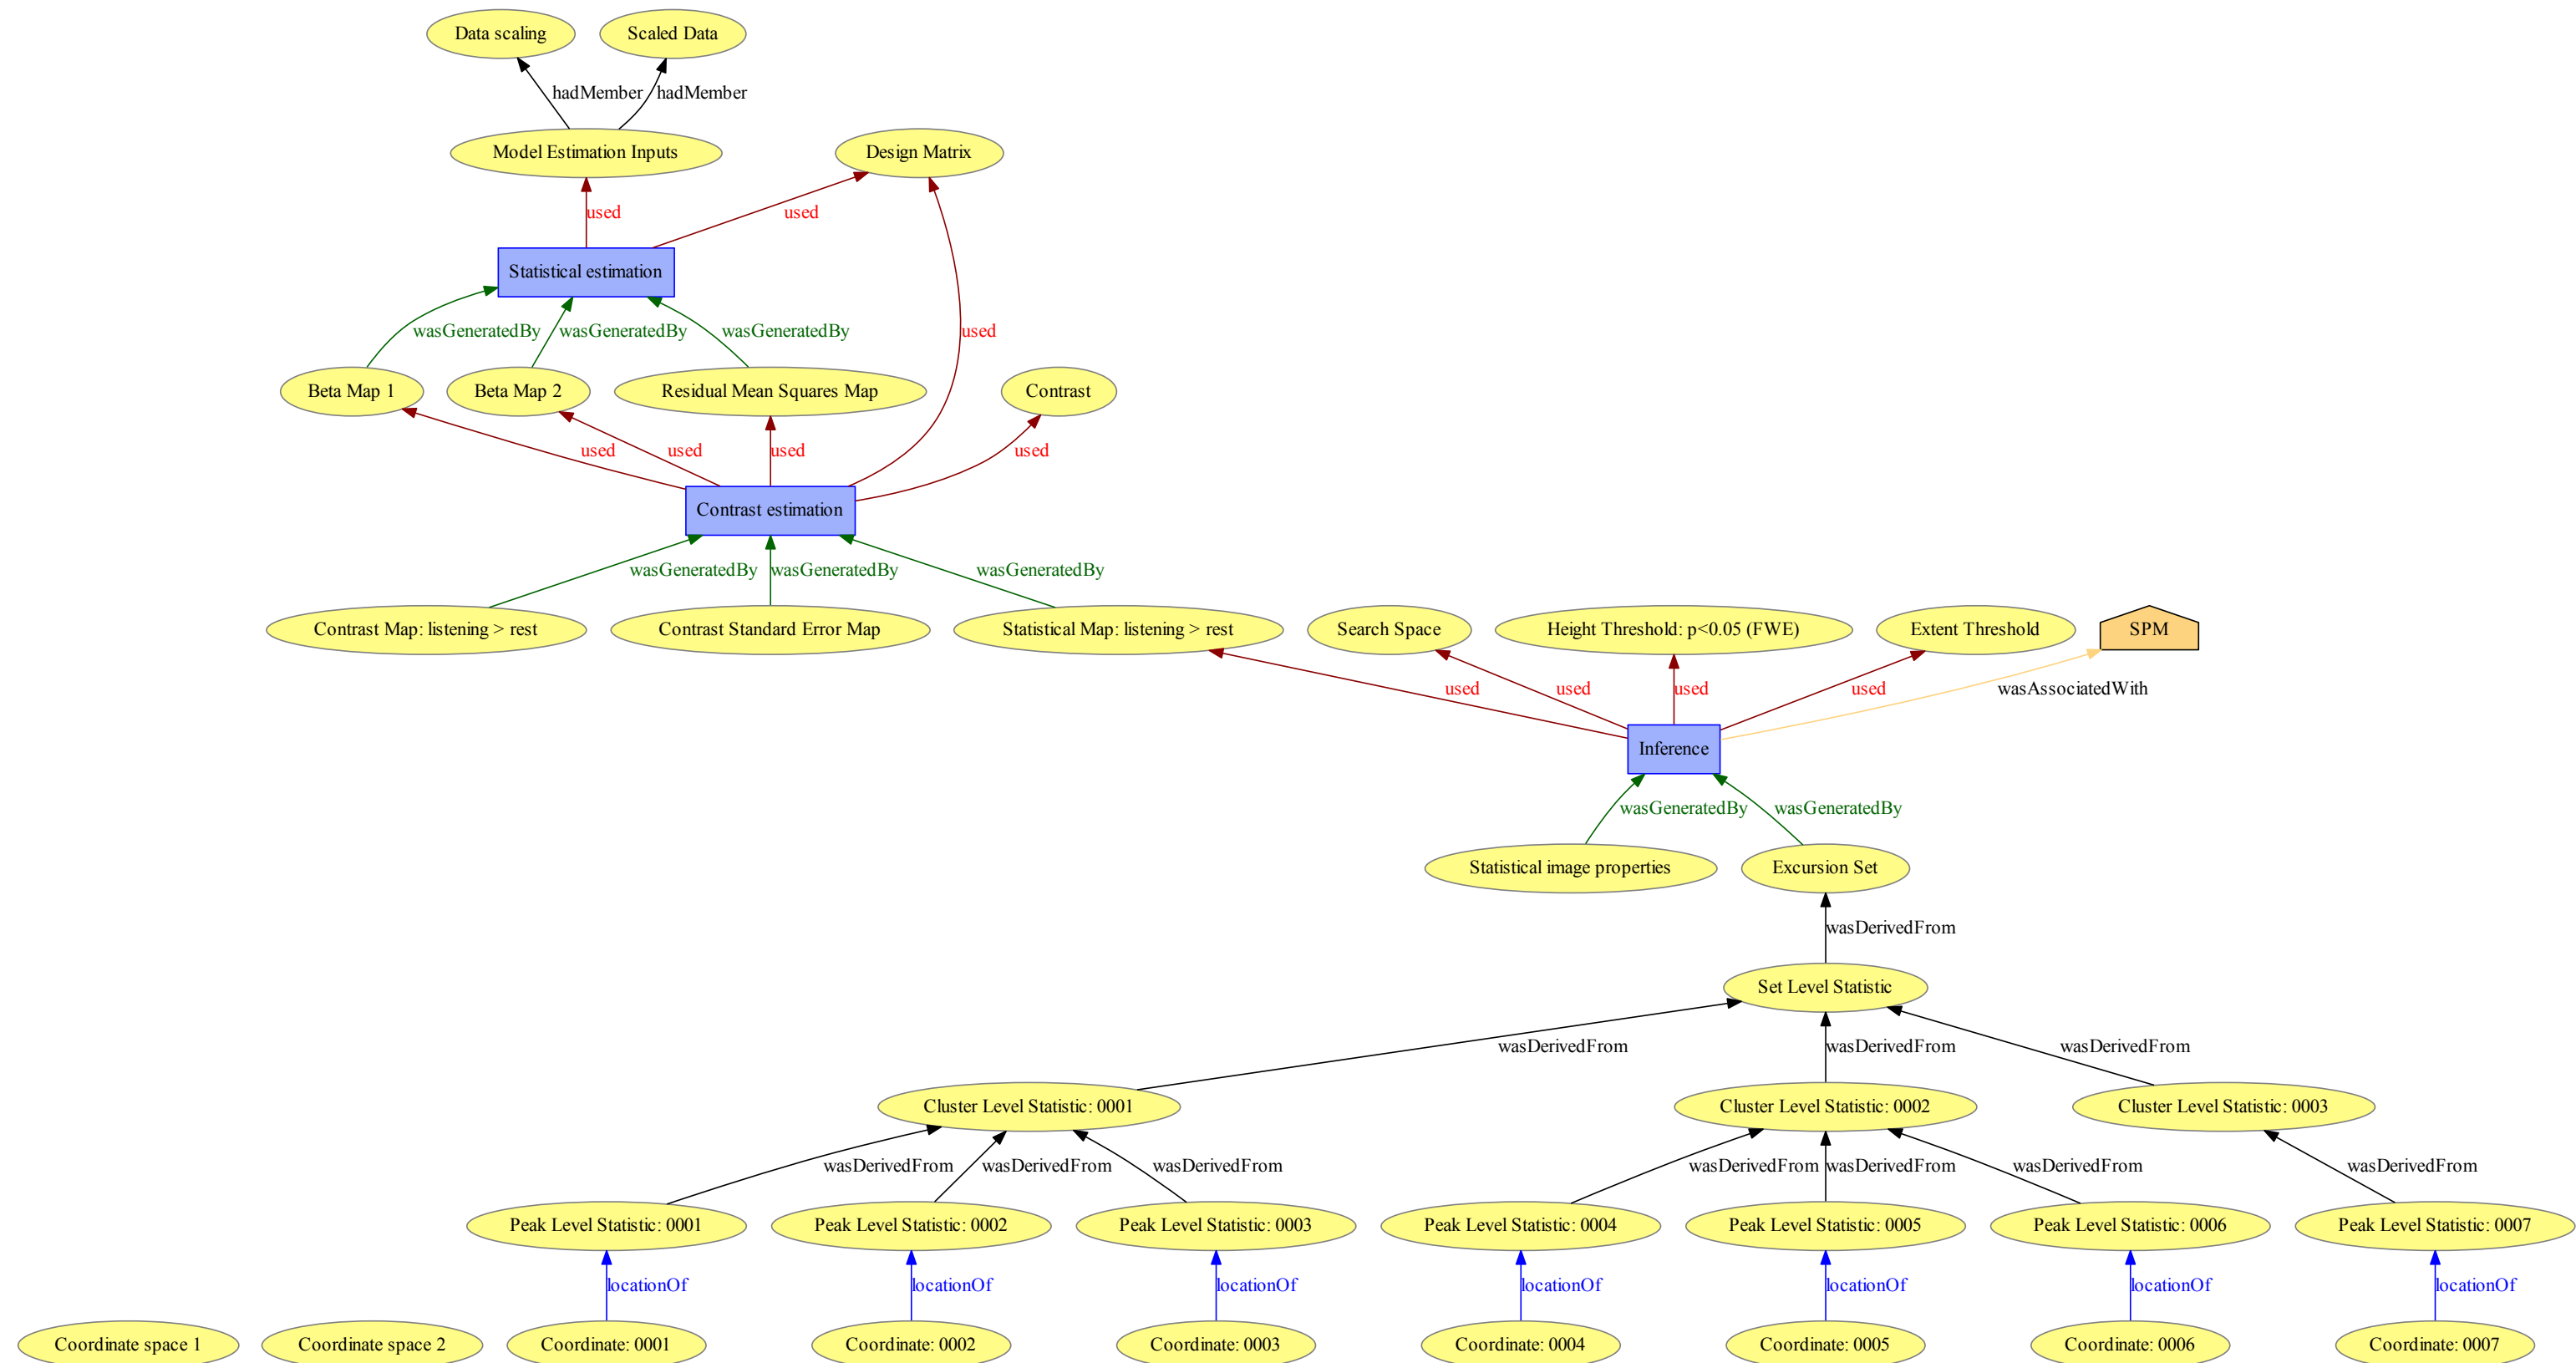 Data scaling
Scaled Data
hadMember
hadMember
Model Estimation Inputs
Design Matrix
used
used
Statistical estimation
wasGeneratedBy
wasGeneratedBy
wasGeneratedBy
used
Beta Map 1
Beta Map 2
Residual Mean Squares Map
Contrast
used
used
used
used
Contrast estimation
wasGeneratedBy
wasGeneratedBy
wasGeneratedBy
Contrast Map: listening > rest
Contrast Standard Error Map
Statistical Map: listening > rest
Search Space
Height Threshold: p<0.05 (FWE)
Extent Threshold
SPM
used
used
used
used
wasAssociatedWith
Inference
wasGeneratedBy
wasGeneratedBy
Statistical image properties
Excursion Set
wasDerivedFrom
Set Level Statistic
wasDerivedFrom
wasDerivedFrom
wasDerivedFrom
Cluster Level Statistic: 0001
Cluster Level Statistic: 0002
Cluster Level Statistic: 0003
wasDerivedFrom
wasDerivedFrom
wasDerivedFrom
wasDerivedFrom
wasDerivedFrom
wasDerivedFrom
wasDerivedFrom
Peak Level Statistic: 0001
Peak Level Statistic: 0002
Peak Level Statistic: 0003
Peak Level Statistic: 0004
Peak Level Statistic: 0005
Peak Level Statistic: 0006
Peak Level Statistic: 0007
locationOf
locationOf
locationOf
locationOf
locationOf
locationOf
locationOf
Coordinate space 1
Coordinate space 2
Coordinate: 0001
Coordinate: 0002
Coordinate: 0003
Coordinate: 0004
Coordinate: 0005
Coordinate: 0006
Coordinate: 0007